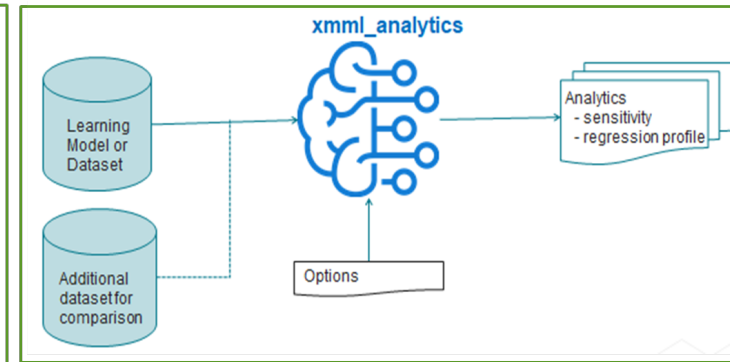 xmml_analytics
Learning
Model or
Dataset
Analytics
- sensitivity
- regression profile
Additional
dataset for
comparison
Options